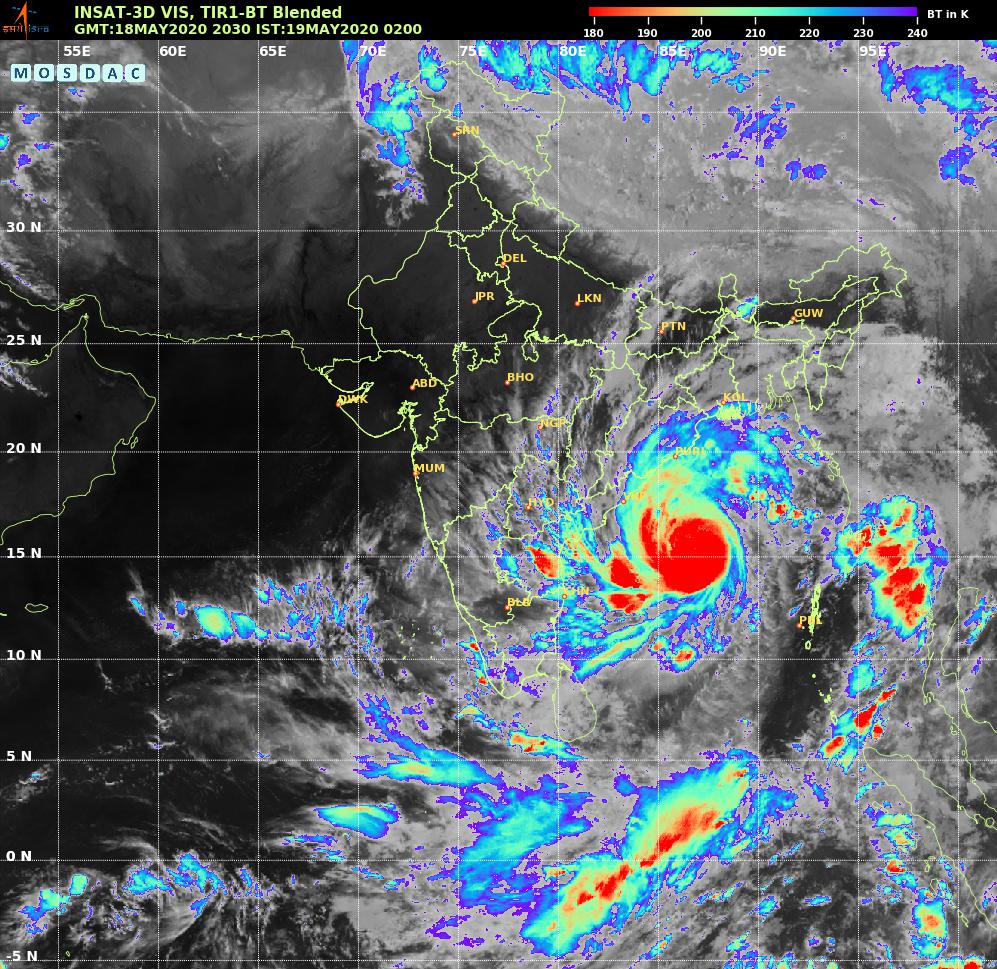 INSAT-3D VIS, TIR1-BT Blended
GMT:18MAY2020 2030 IST:19MAY2020 0200
180 190 200 210 220 230 240 BT in K
55E 60E 65E 70E 75E 80E 85E 90E 95E
M O S D A C
SRN
30 N
DEL
JPR LKN
GUW
PTN
25 N
BHO
ABD
DWK KOL
NGP
20 N PURI
MUM
HYD
15 N
CHN
BLR
PBL
10 N
5 N
0 N
-5 N